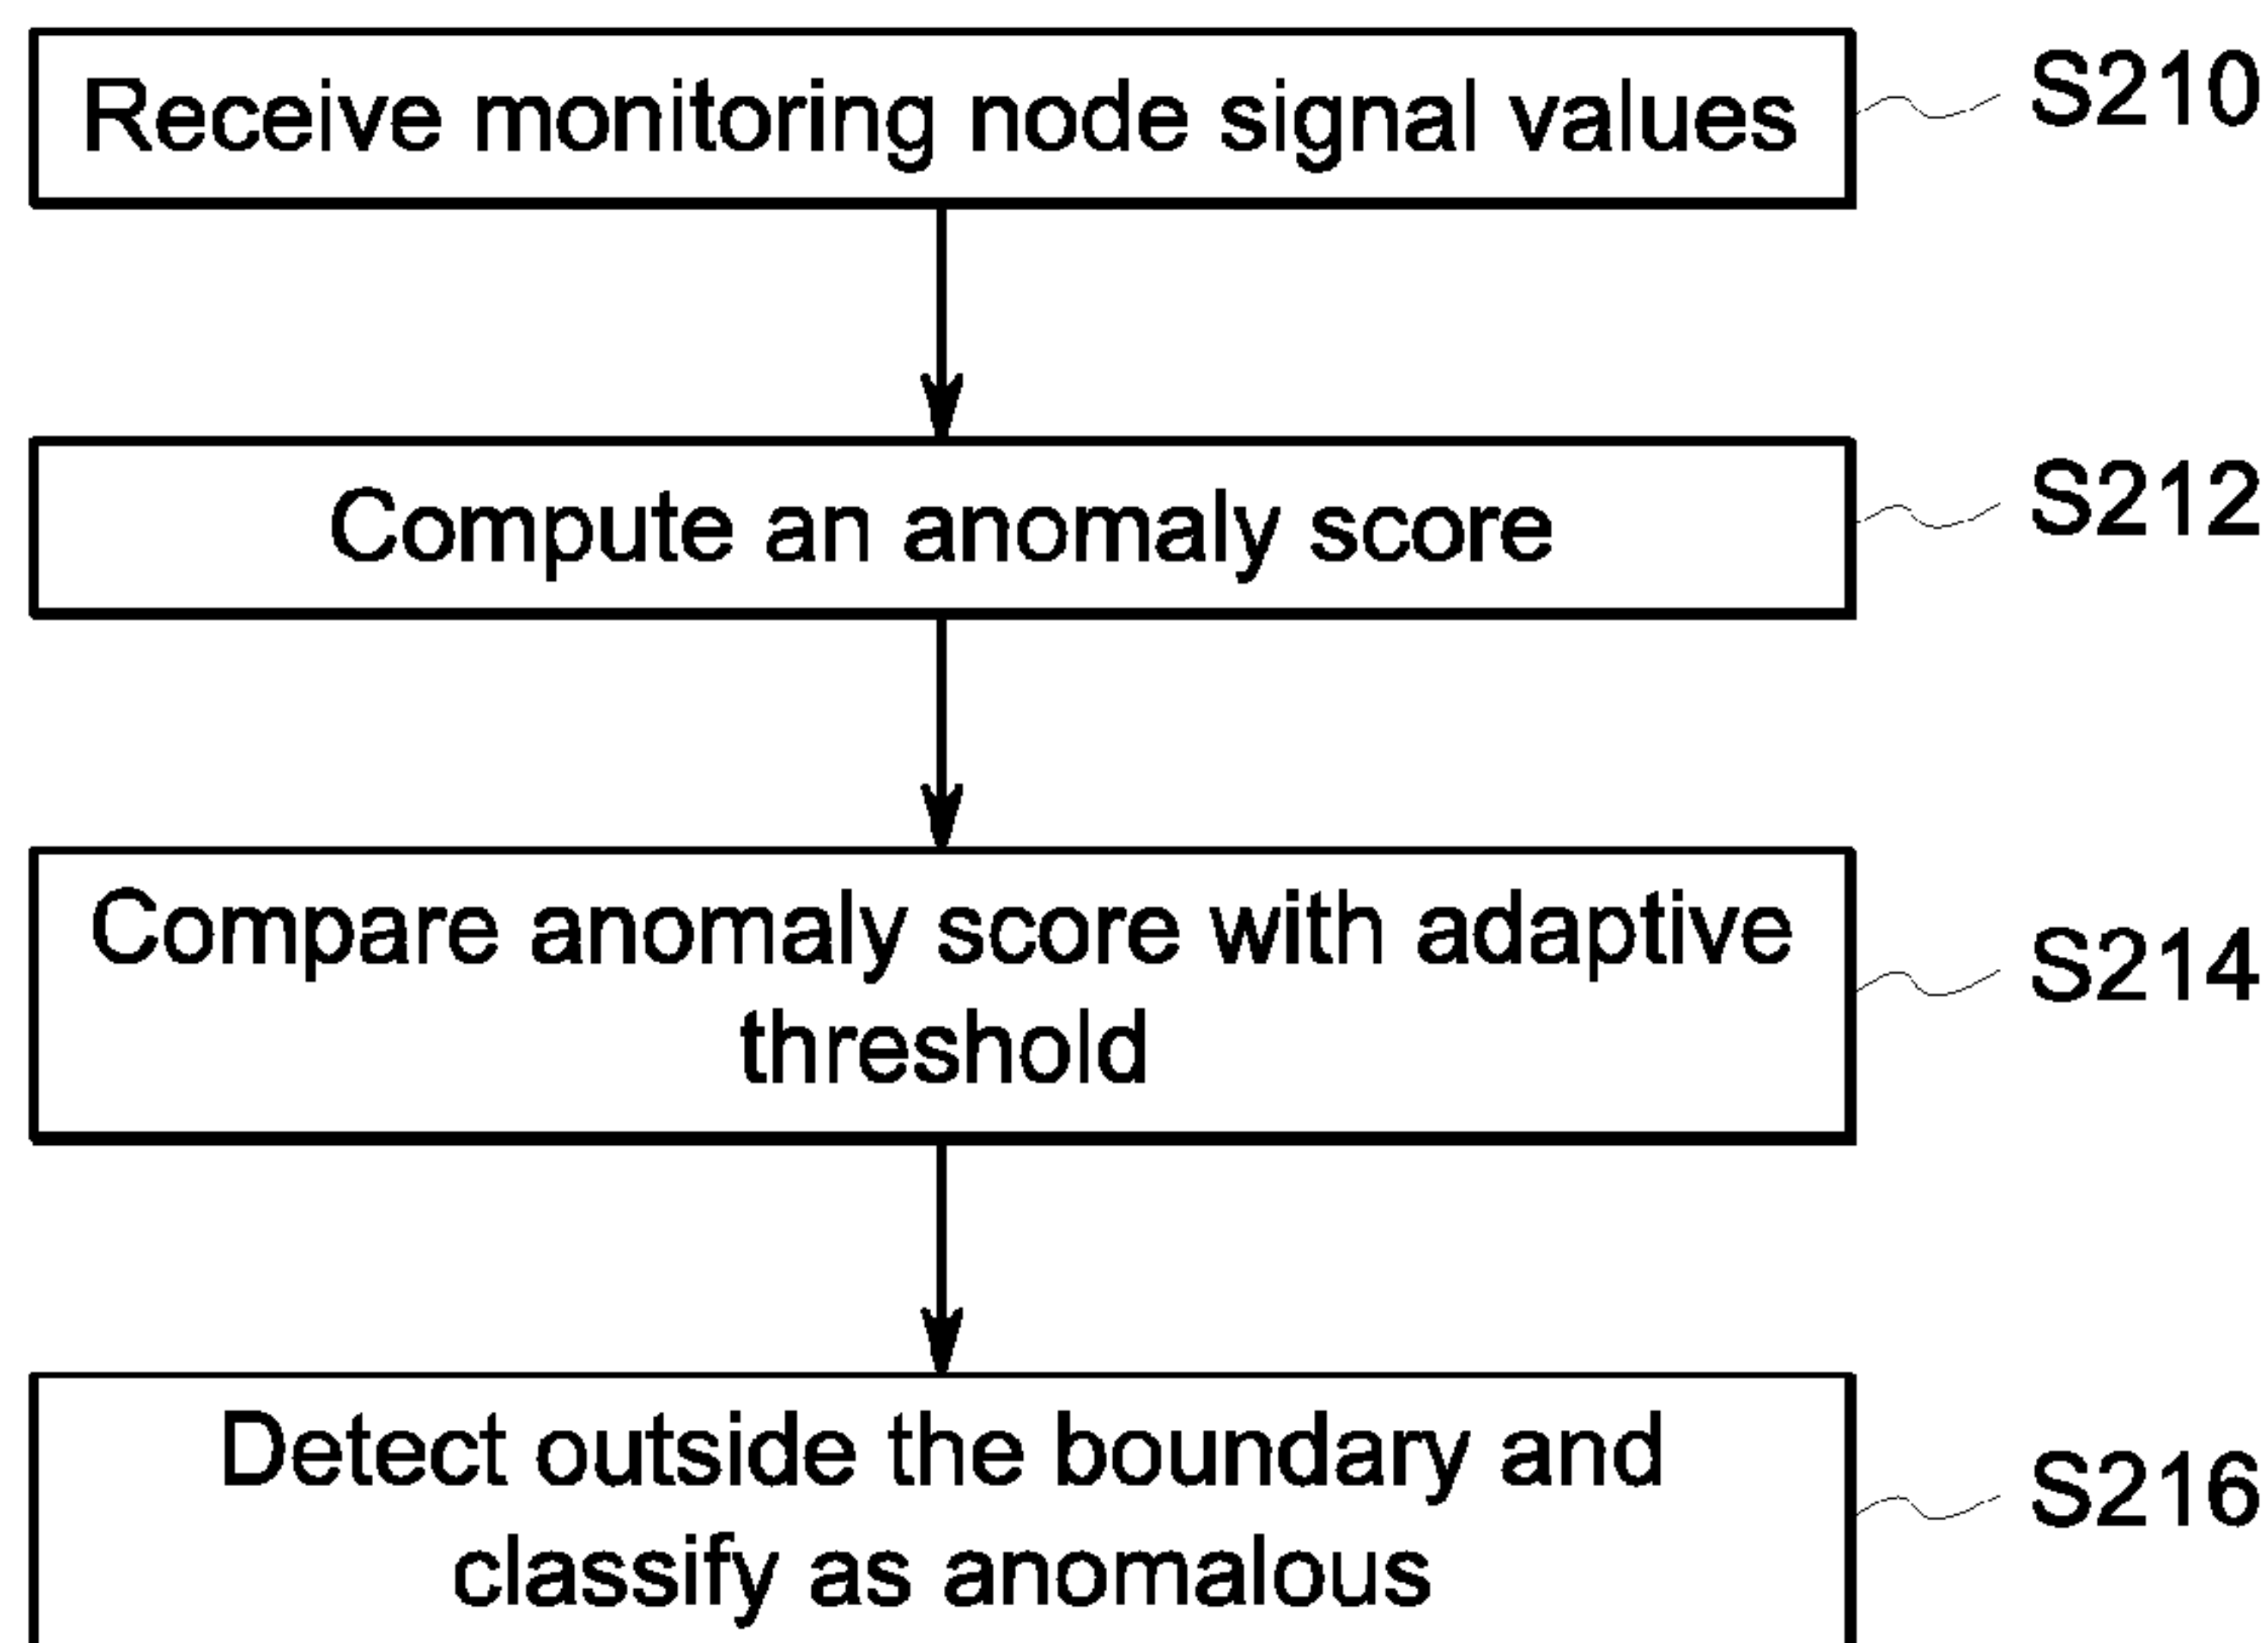 Receive monitoring node signal values
S210
Compute an anomaly score
S212
Compare anomaly score with adaptive
threshold
S214
Detect outside the boundary and
classify as anomalous
S216